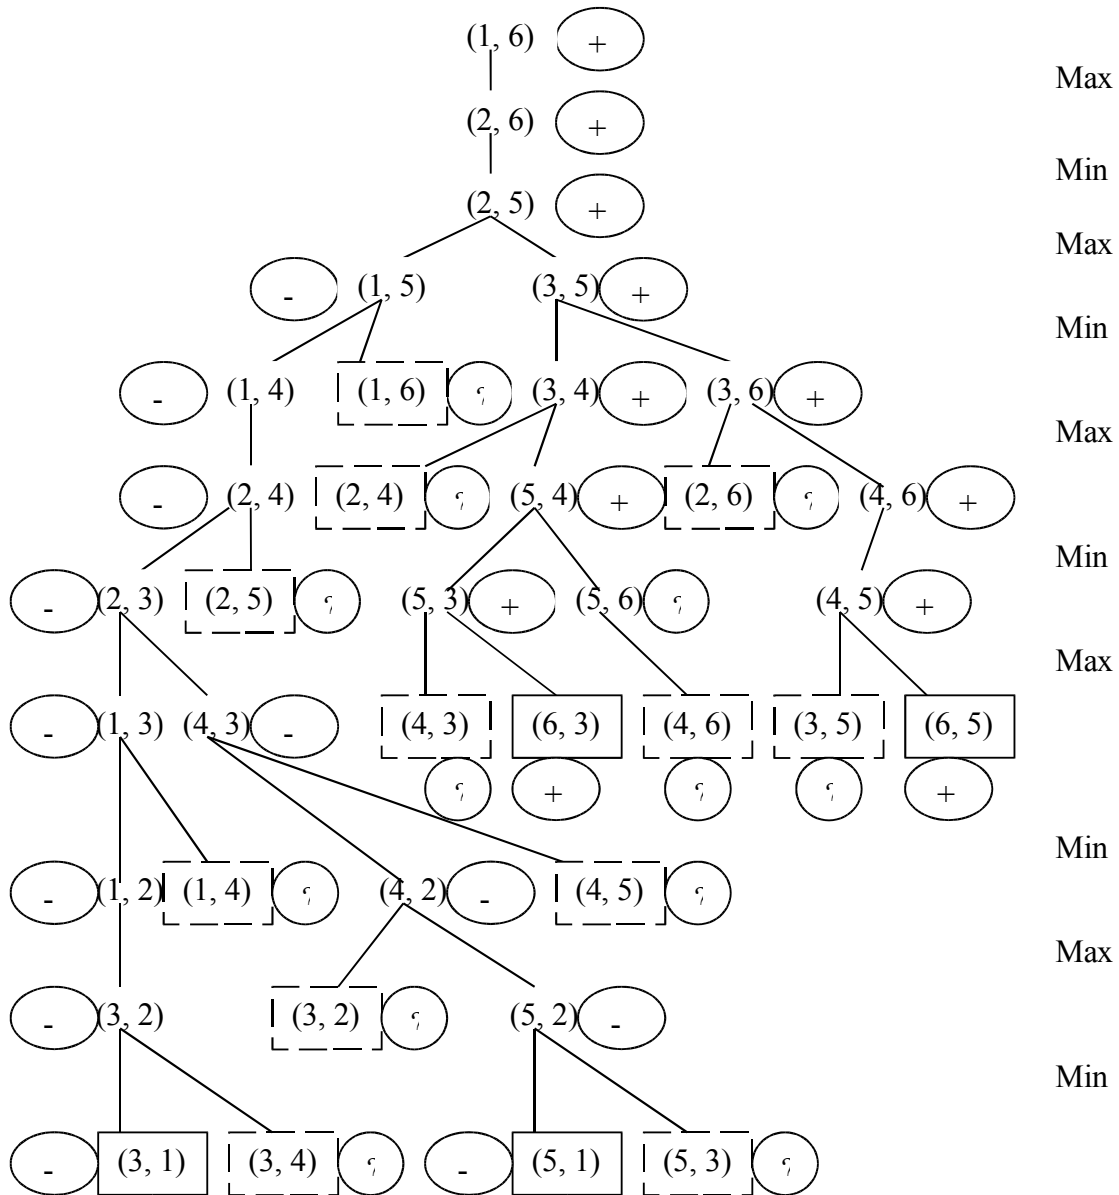 (1, 6) +
Max
(2, 6) +
Min
(2, 5) +
Max
- (1, 5) (3, 5) +
Min
- (1, 4) (1, 6) ? (3, 4) + (3, 6) +
Max
- (2, 4) (2, 4) ? (5, 4) + (2, 6) ? (4, 6) +
Min
- (2, 3) (2, 5) ? (5, 3) + (5, 6) ? (4, 5) +
Max
- (1, 3) (4, 3) - (4, 3) (6, 3) (4, 6) (3, 5) (6, 5)
? + ? ? +
Min
- (1, 2) (1, 4) ? (4, 2) - (4, 5) ?
Max
- (3, 2) (3, 2) ? (5, 2) -
Min
- (3, 1) (3, 4) ? - (5, 1) (5, 3) ?